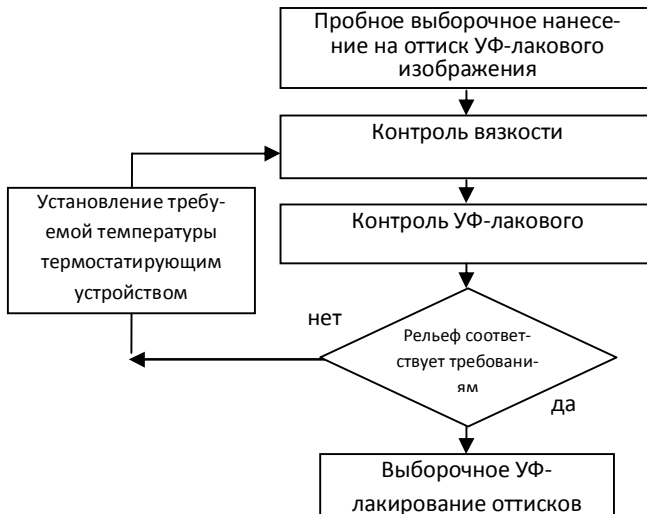 Пробное выборочное нанесе-
ние на оттиск УФ-лакового
изображения
Контроль вязкости
Установление требу-
емой температуры
термостатирующим
устройством
Контроль УФ-лакового
нет
Рельеф соответ-
ствует требовани-
ям
да
Выборочное УФ-
лакирование оттисков